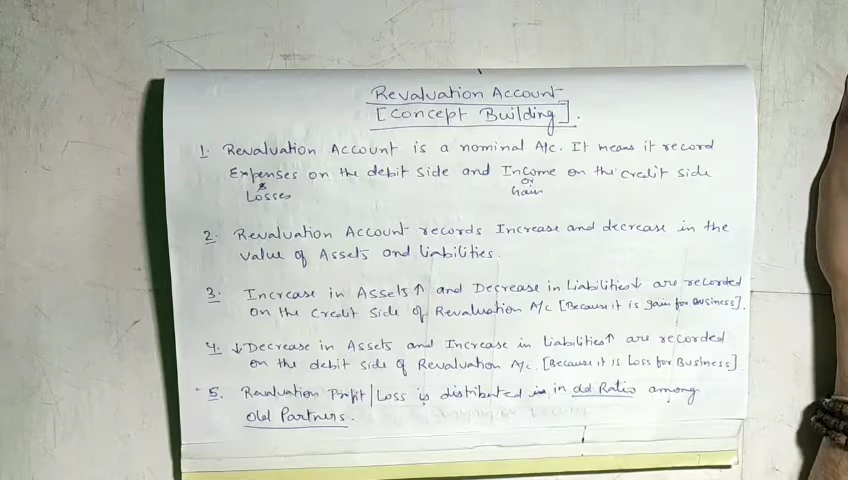 Revaluation Account
[Concept Building].
1. Revaluation Account is a nominal A/c. It means it record
Expenses on the debit side and Income on the credit side
& Losses
or Gain
2. Revaluation Account records Increase and decrease in the
value of Assets and liabilities.
3. Increase in Assets↑ and Decrease in Liabilities↓ are recorded
on the Credit Side of Revaluation A/c [Because it is gain for Business].
4. ↓Decrease in Assets and Increase in Liabilities↑ are recorded
on the debit side of Revaluation A/c. [Because it is Loss for Business]
5. Revaluation Profit/Loss is distributed in old Ratio among
Old Partners.